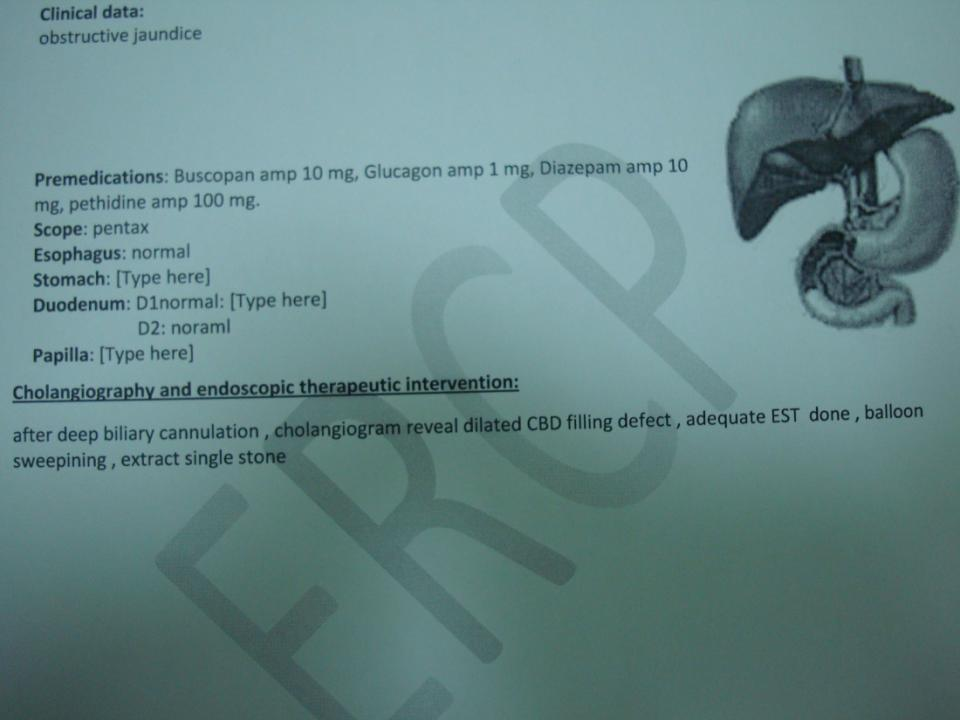 Clinical data:
obstructive jaundice
Premedications: Buscopan amp 10 mg, Glucagon amp 1 mg, Diazepam amp 10
mg, pethidine amp 100 mg.
Scope: pentax
Esophagus: normal
Stomach: [Type here]
Duodenum: D1normal: [Type here]
D2: noraml
Papilla: [Type here]
Cholangiography and endoscopic therapeutic intervention:
after deep biliary cannulation , cholangiogram reveal dilated CBD filling defect , adequate EST done , balloon
sweepining , extract single stone
ERCP